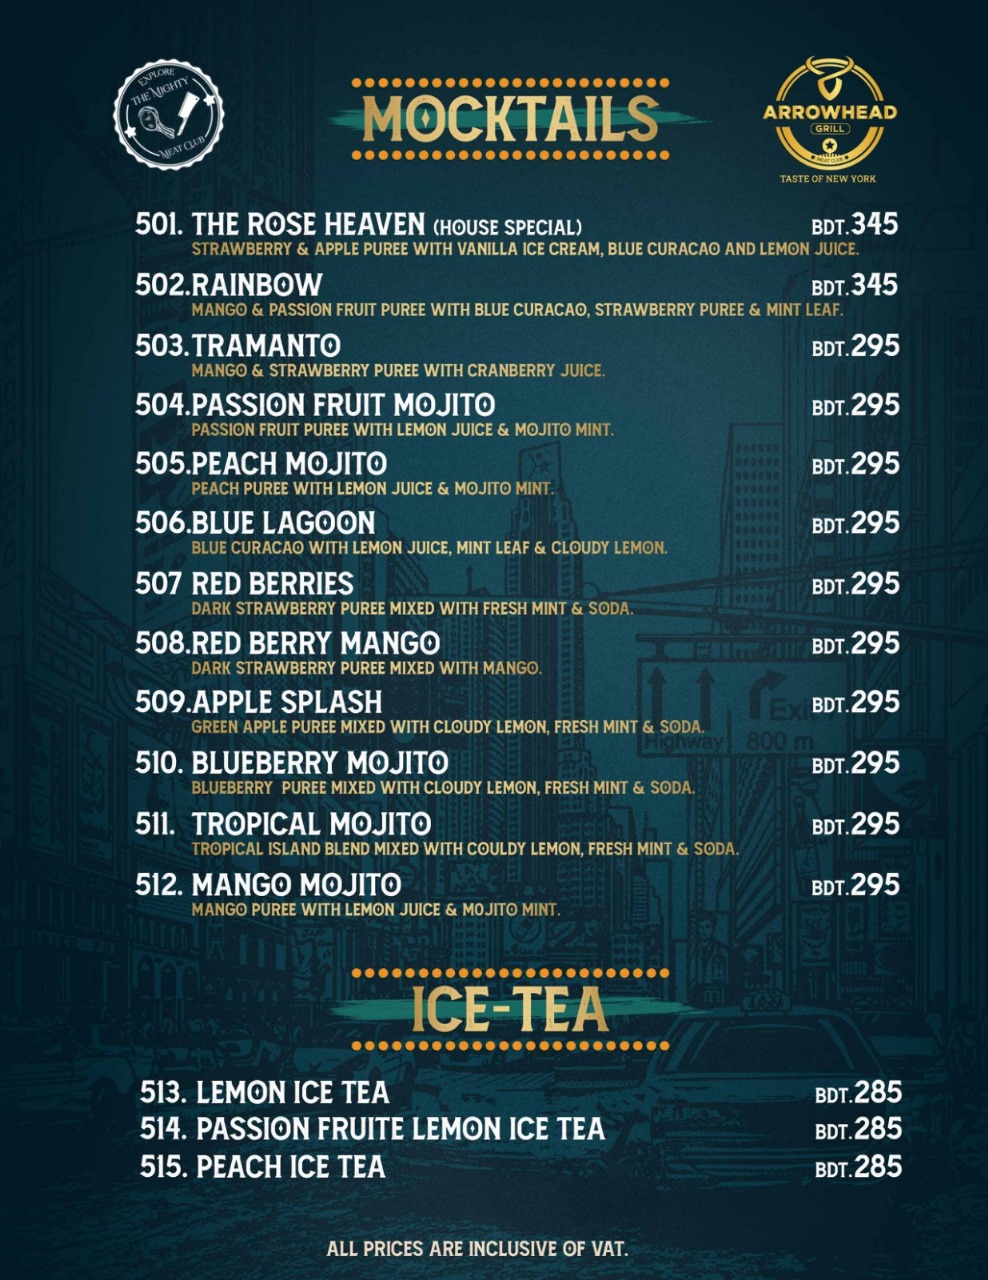 EXPLORE
THE MIGHTY
MEAT CLUB
MOCKTAILS
ARROWHEAD
GRILL
MEAT CLUB
TASTE OF NEW YORK
501. THE ROSE HEAVEN (HOUSE SPECIAL) BDT.345
STRAWBERRY & APPLE PUREE WITH VANILLA ICE CREAM, BLUE CURACAO AND LEMON JUICE.
502.RAINBOW BDT.345
MANGO & PASSION FRUIT PUREE WITH BLUE CURACAO, STRAWBERRY PUREE & MINT LEAF.
503.TRAMANTO BDT.295
MANGO & STRAWBERRY PUREE WITH CRANBERRY JUICE.
504.PASSION FRUIT MOJITO BDT.295
PASSION FRUIT PUREE WITH LEMON JUICE & MOJITO MINT.
505.PEACH MOJITO BDT.295
PEACH PUREE WITH LEMON JUICE & MOJITO MINT.
506.BLUE LAGOON BDT.295
BLUE CURACAO WITH LEMON JUICE, MINT LEAF & CLOUDY LEMON.
507 RED BERRIES BDT.295
DARK STRAWBERRY PUREE MIXED WITH FRESH MINT & SODA.
508.RED BERRY MANGO BDT.295
DARK STRAWBERRY PUREE MIXED WITH MANGO.
509.APPLE SPLASH BDT.295
GREEN APPLE PUREE MIXED WITH CLOUDY LEMON, FRESH MINT & SODA.
Exit
Highway 800 m
510. BLUEBERRY MOJITO BDT.295
BLUEBERRY PUREE MIXED WITH CLOUDY LEMON, FRESH MINT & SODA.
511. TROPICAL MOJITO BDT.295
TROPICAL ISLAND BLEND MIXED WITH COULDY LEMON, FRESH MINT & SODA.
512. MANGO MOJITO BDT.295
MANGO PUREE WITH LEMON JUICE & MOJITO MINT.
ICE-TEA
513. LEMON ICE TEA BDT.285
514. PASSION FRUITE LEMON ICE TEA BDT.285
515. PEACH ICE TEA BDT.285
ALL PRICES ARE INCLUSIVE OF VAT.